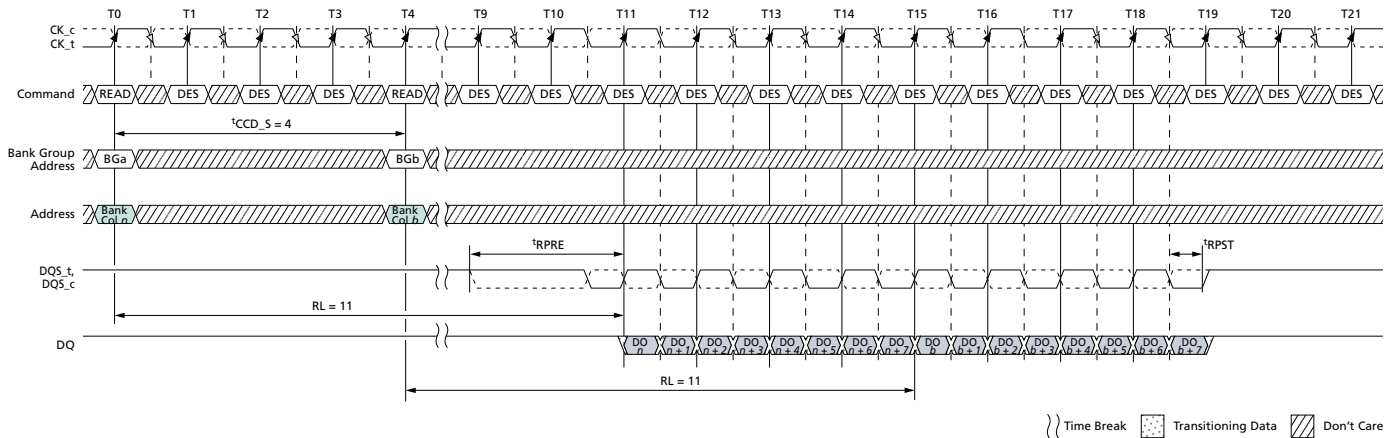 T0 T1 T2 T3 T4 T9 T10 T11 T12 T13 T14 T15 T16 T17 T18 T19 T20 T21
CK_c
CK_t
Command READ DES DES DES READ DES DES DES DES DES DES DES DES DES DES DES DES DES
tCCD_S = 4
Bank Group
Address BGa BGb
Address Bank Col n Bank Col b
tRPRE tRPST
DQS_t,
DQS_c
RL = 11
DQ DO n DO n + 1 DO n + 2 DO n + 3 DO n + 4 DO n + 5 DO n + 6 DO n + 7 DO b DO b + 1 DO b + 2 DO b + 3 DO b + 4 DO b + 5 DO b + 6 DO b + 7
RL = 11
Time Break Transitioning Data Don't Care